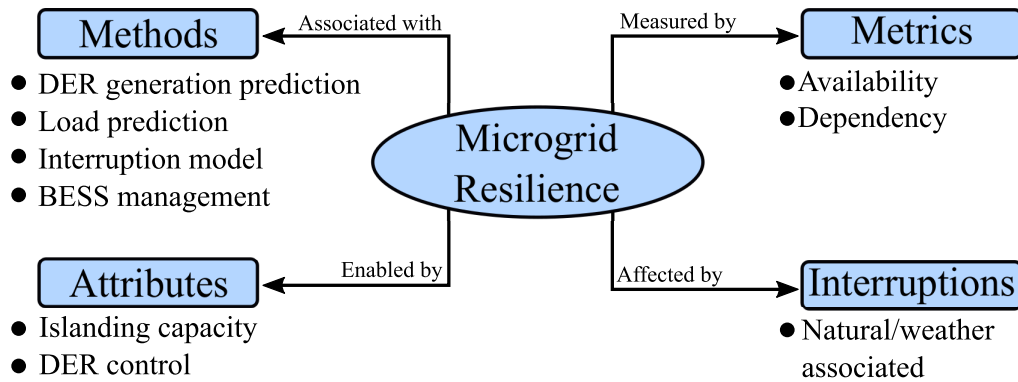 Methods
Associated with
● DER generation prediction
● Load prediction
● Interruption model
● BESS management
Measured by
Metrics
●Availability
●Dependency
Microgrid
Resilience
Attributes
Enabled by
● Islanding capacity
● DER control
Affected by
Interruptions
● Natural/weather
associated